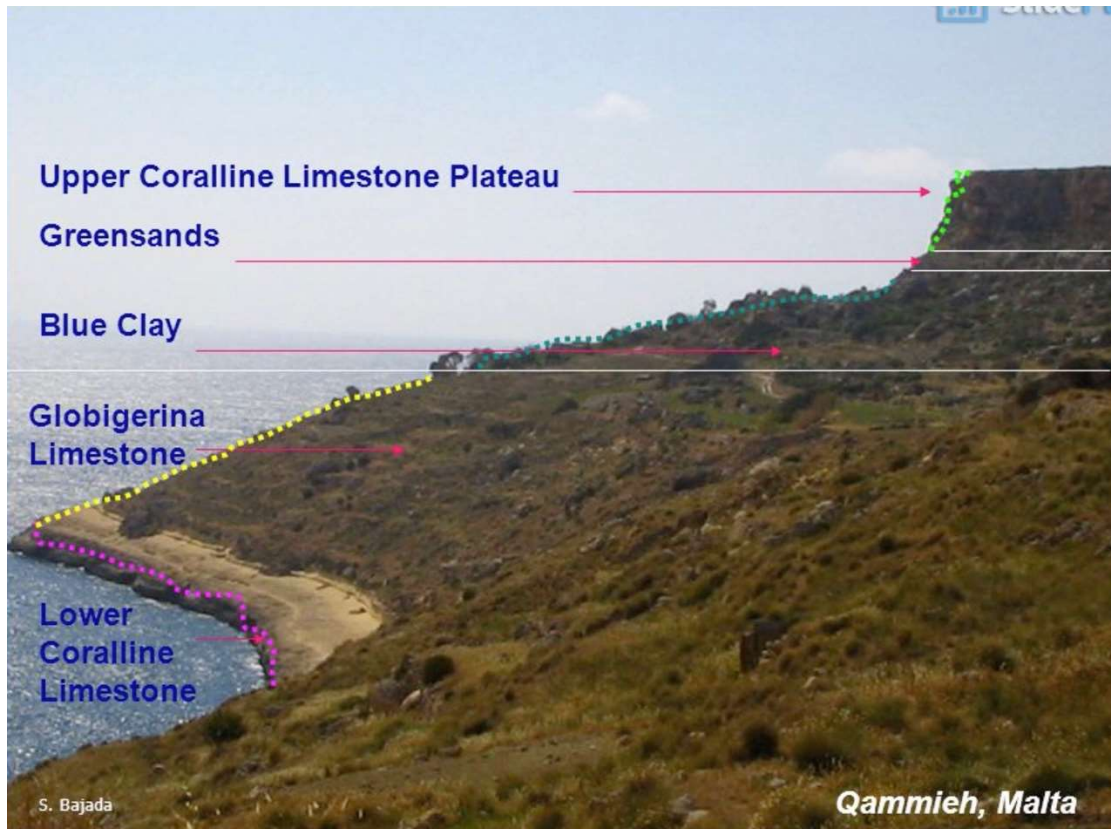 Upper Coralline Limestone Plateau
Greensands
Blue Clay
Globigerina
Limestone
Lower
Coralline
Limestone
S. Bajada
Qammieh, Malta